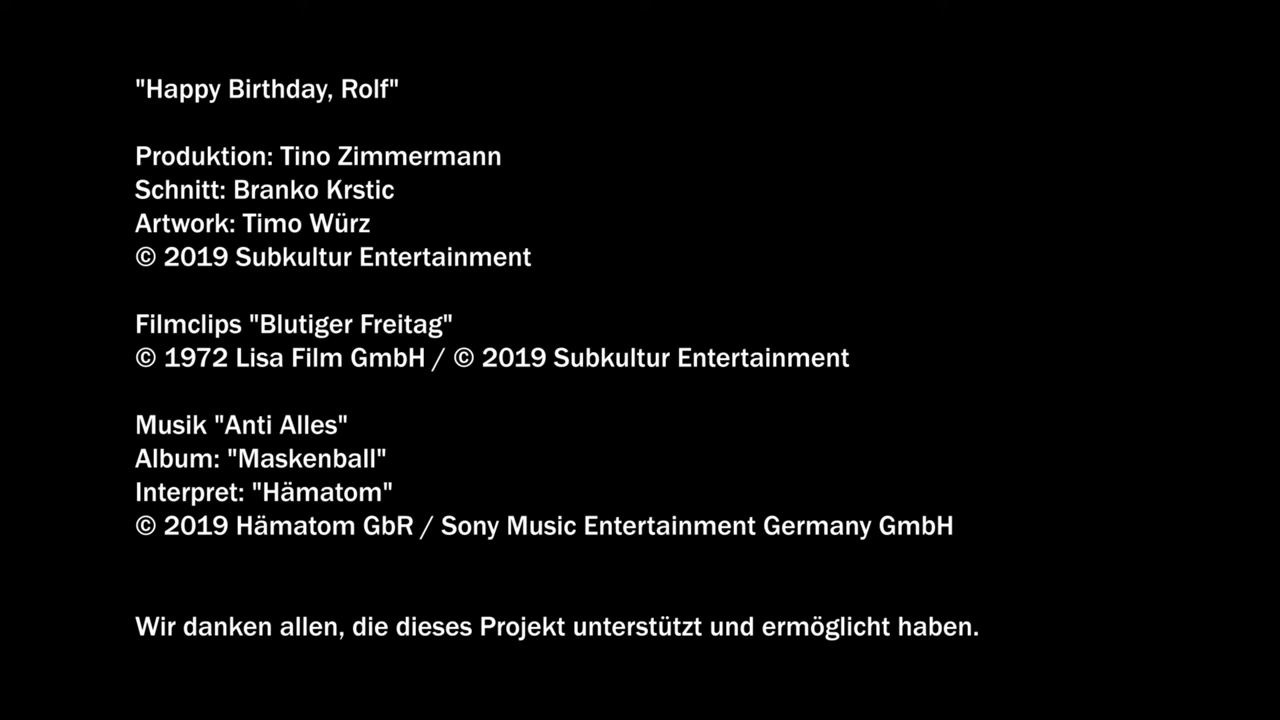 "Happy Birthday, Rolf"
Produktion: Tino Zimmermann
Schnitt: Branko Krstic
Artwork: Timo Würz
© 2019 Subkultur Entertainment
Filmclips "Blutiger Freitag"
© 1972 Lisa Film GmbH / © 2019 Subkultur Entertainment
Musik "Anti Alles"
Album: "Maskenball"
Interpret: "Hämatom"
© 2019 Hämatom GbR / Sony Music Entertainment Germany GmbH
Wir danken allen, die dieses Projekt unterstützt und ermöglicht haben.